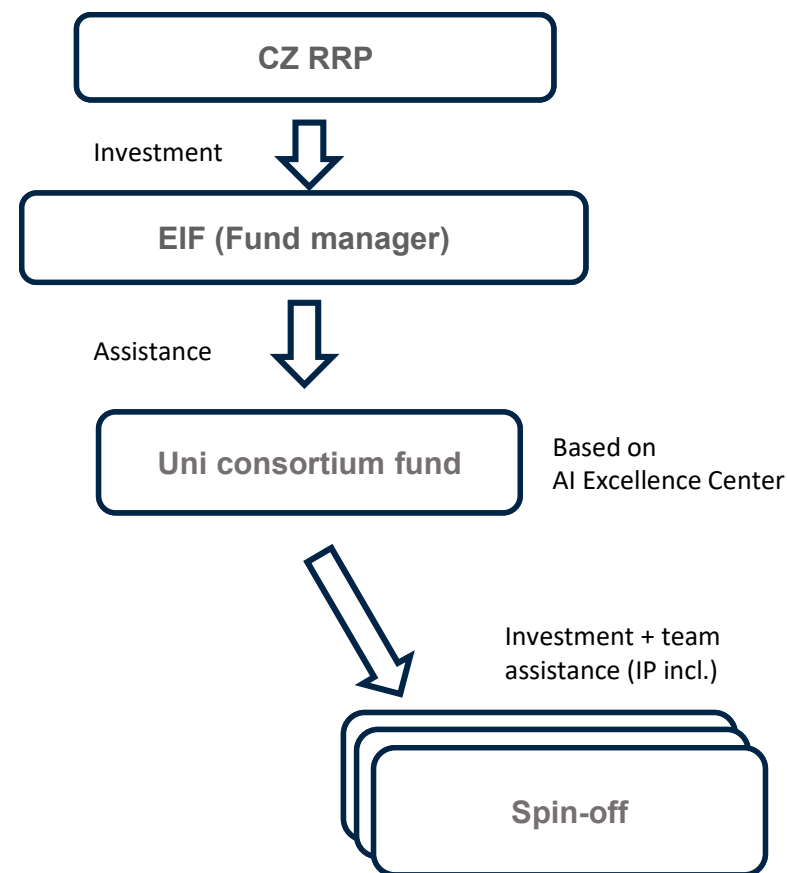 CZ RRP
Investment
EIF (Fund manager)
Assistance
Uni consortium fund
Based on
AI Excellence Center
Investment + team
assistance (IP incl.)
Spin-off